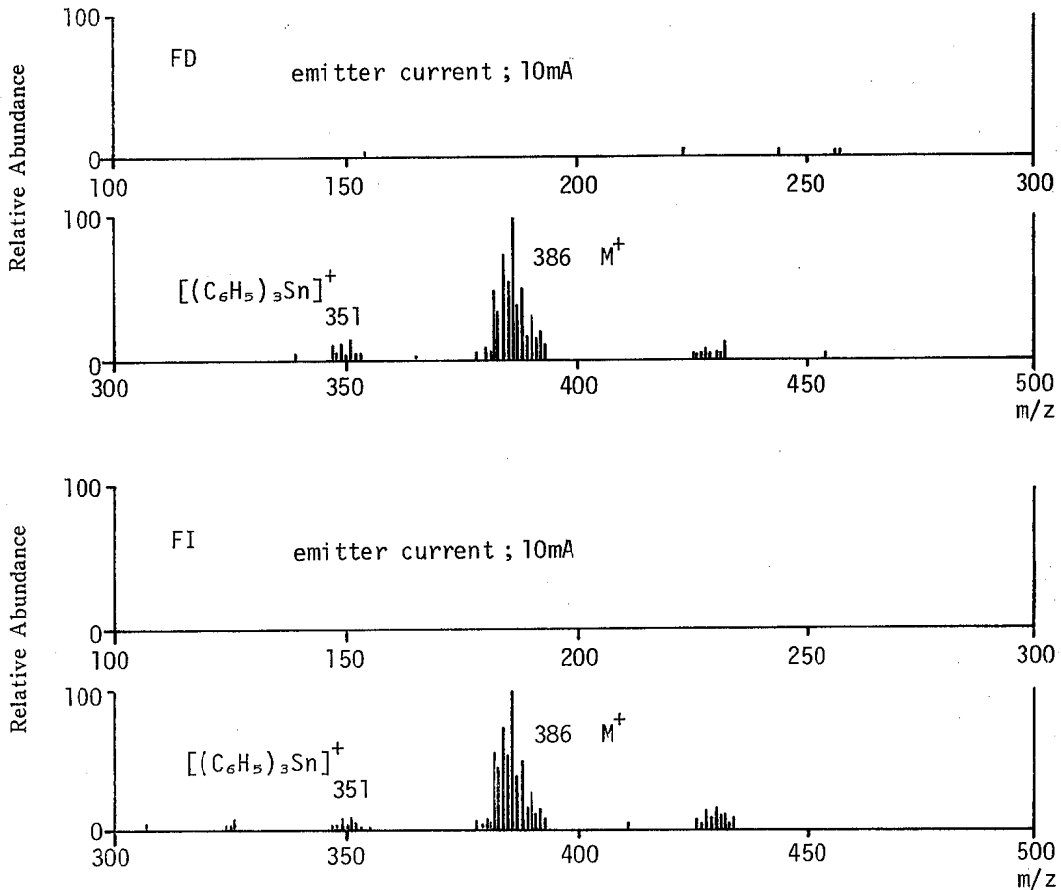 Relative Abundance
100
FD
emitter current ; 10mA
0
100 150 200 250 300
100
386 M⁺
[(C₆H₅)₃Sn]⁺
351
0
300 350 400 450 500
m/z
Relative Abundance
100
FI
emitter current ; 10mA
0
100 150 200 250 300
100
386 M⁺
[(C₆H₅)₃Sn]⁺
351
0
300 350 400 450 500
m/z